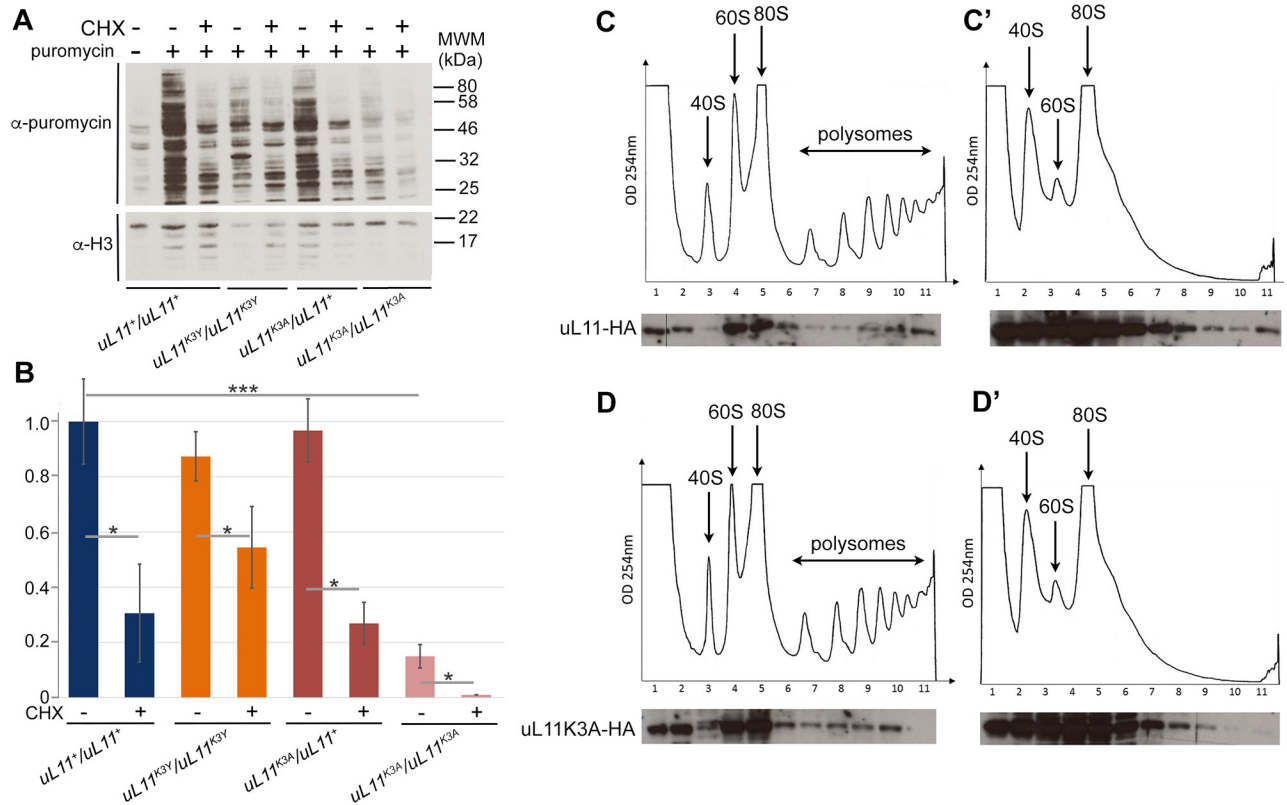 A
CHX - - + - + - + - +
puromycin - + + + + + + + +
MWM
(kDa)
α-puromycin
80
58
46
32
25
α-H3
22
17
uL11⁺/uL11⁺
uL11ᴷ³ʸ/uL11ᴷ³ʸ
uL11ᴷ³ᴬ/uL11⁺
uL11ᴷ³ᴬ/uL11ᴷ³ᴬ
B
***
1.0
0.8
0.6
0.4
0.2
0
* * * *
CHX - + - + - + - +
uL11⁺/uL11⁺
uL11ᴷ³ʸ/uL11ᴷ³ʸ
uL11ᴷ³ᴬ/uL11⁺
uL11ᴷ³ᴬ/uL11ᴷ³ᴬ
C
60S 80S
40S
polysomes
OD 254nm
1 2 3 4 5 6 7 8 9 10 11
uL11-HA
C’
80S
40S
60S
OD 254nm
1 2 3 4 5 6 7 8 9 10 11
D
60S 80S
40S
polysomes
OD 254nm
1 2 3 4 5 6 7 8 9 10 11
uL11K3A-HA
D’
80S
40S
60S
OD 254nm
1 2 3 4 5 6 7 8 9 10 11